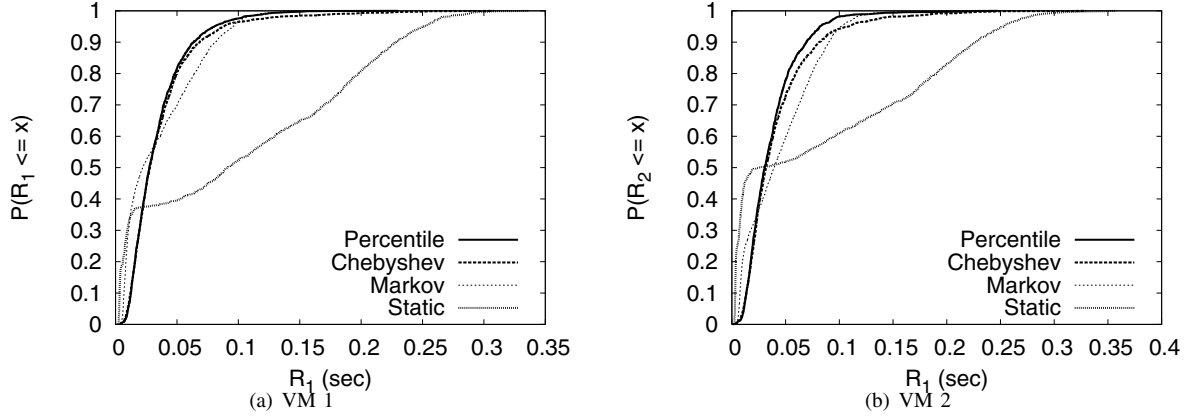 P(R1 <= x)
1
0.9
0.8
0.7
0.6
0.5
0.4
0.3
0.2
0.1
0
Percentile
Chebyshev
Markov
Static
0 0.05 0.1 0.15 0.2 0.25 0.3 0.35
R1 (sec)
(a) VM 1
P(R2 <= x)
1
0.9
0.8
0.7
0.6
0.5
0.4
0.3
0.2
0.1
0
Percentile
Chebyshev
Markov
Static
0 0.05 0.1 0.15 0.2 0.25 0.3 0.35 0.4
R1 (sec)
(b) VM 2